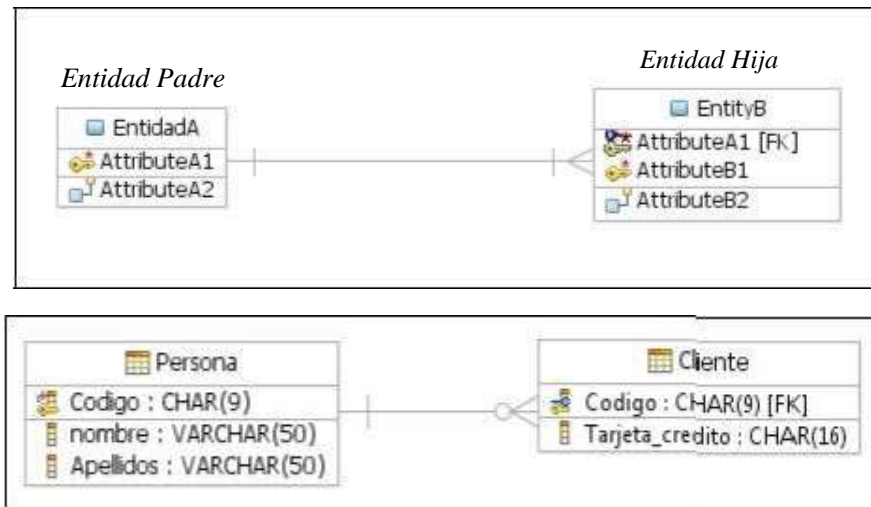 Entidad Padre
Entidad Hija
EntidadA
AttributeA1
AttributeA2
EntityB
AttributeA1 [FK]
AttributeB1
AttributeB2
Persona
Codigo : CHAR(9)
nombre : VARCHAR(50)
Apellidos : VARCHAR(50)
Cliente
Codigo : CHAR(9) [FK]
Tarjeta_credito : CHAR(16)